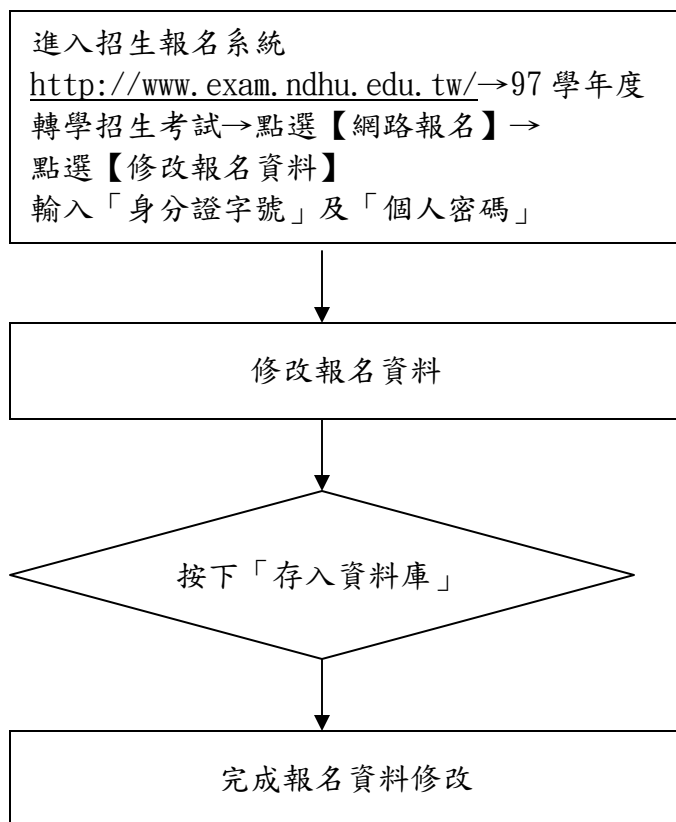 進入招生報名系統
http://www.exam.ndhu.edu.tw/→97 學年度
轉學招生考試→點選【網路報名】→
點選【修改報名資料】
輸入「身分證字號」及「個人密碼」
修改報名資料
按下「存入資料庫」
完成報名資料修改